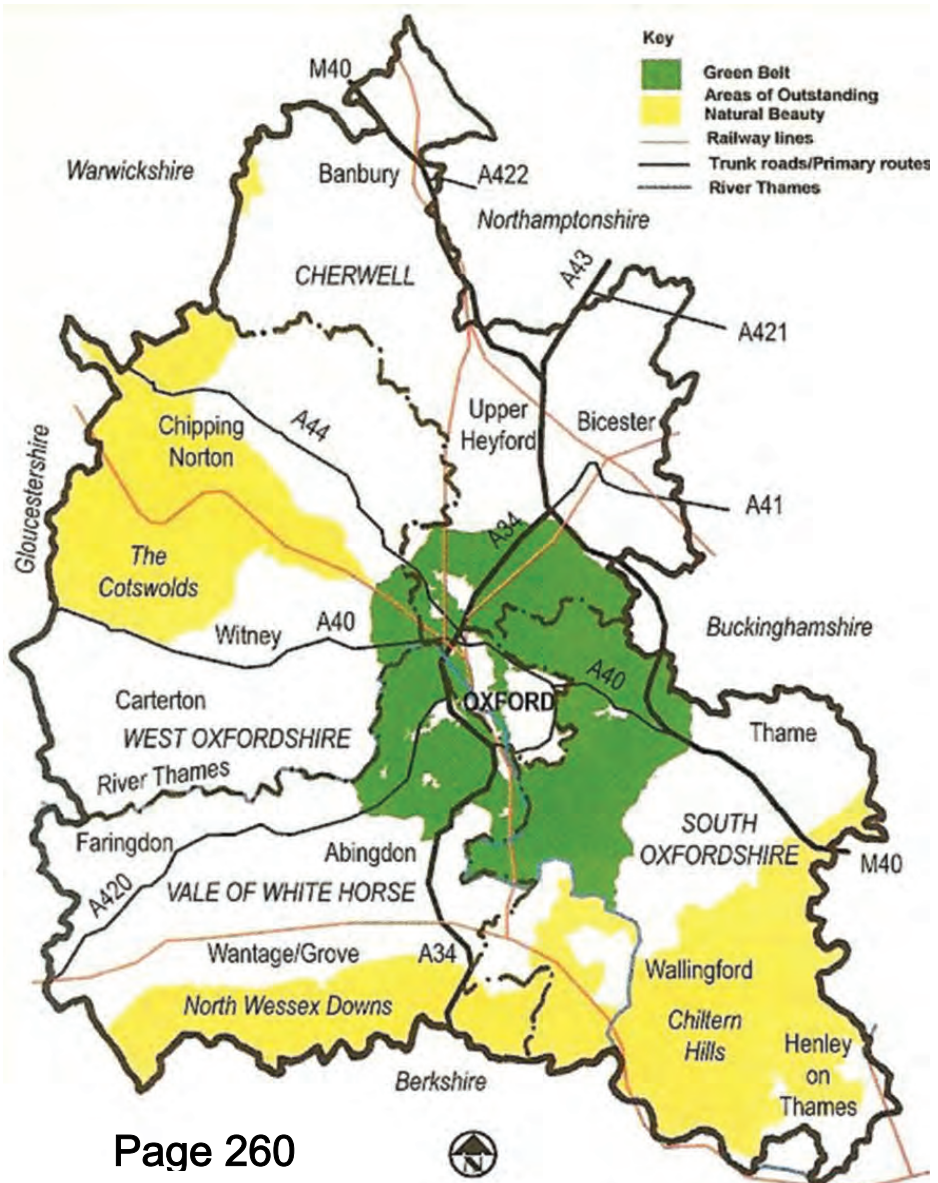 Key
Green Belt
Areas of Outstanding
Natural Beauty
Railway lines
Trunk roads/Primary routes
River Thames
M40
Warwickshire
Banbury
A422
Northamptonshire
CHERWELL
A43
A421
Chipping
Norton
A44
Upper
Heyford
Bicester
Gloucestershire
A41
A34
The
Cotswolds
Witney
A40
Buckinghamshire
A40
Carterton
OXFORD
WEST OXFORDSHIRE
Thame
River Thames
Faringdon
Abingdon
SOUTH
OXFORDSHIRE
M40
A420
VALE OF WHITE HORSE
Wantage/Grove
A34
Wallingford
North Wessex Downs
Chiltern
Hills
Henley
on
Thames
Berkshire
Page 260
N